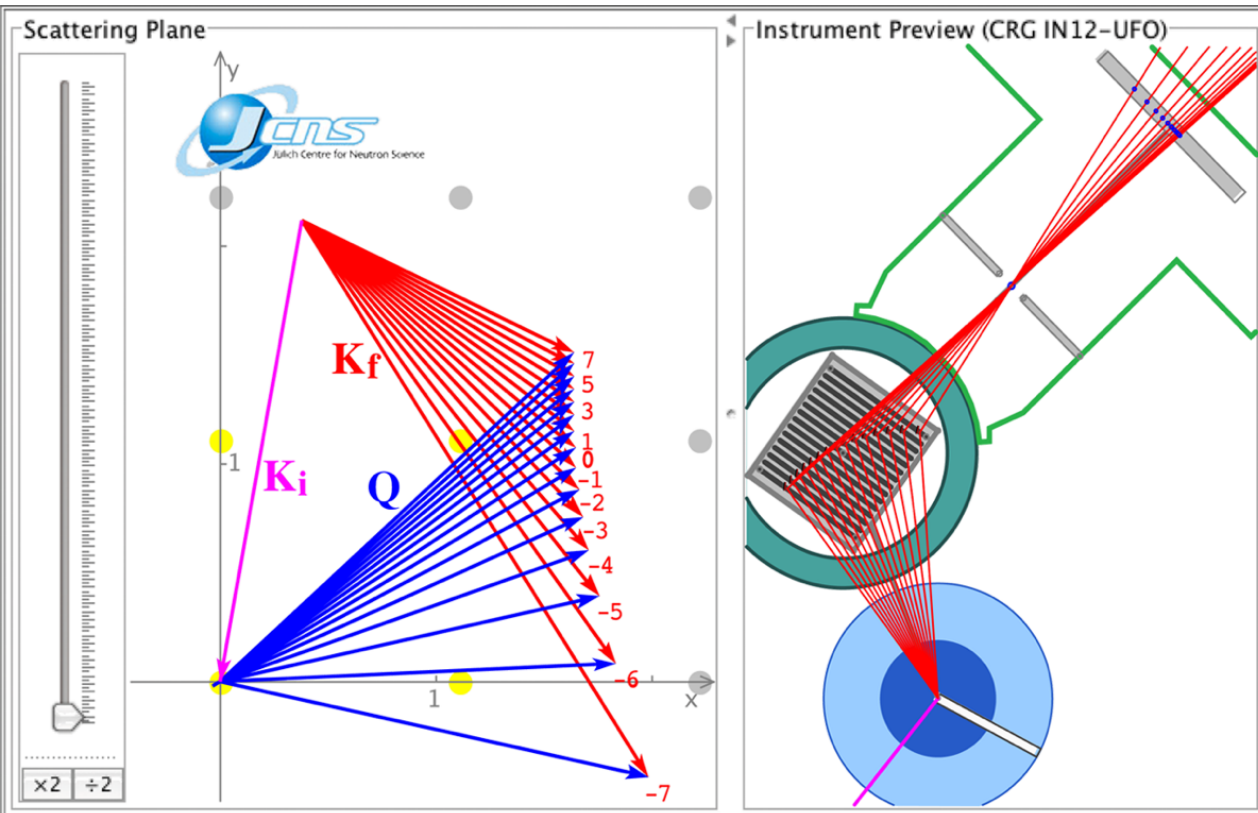 Scattering Plane
Instrument Preview (CRG IN12-UFO)
y
JCNS
Jülich Centre for Neutron Science
Kf
7
5
3
1
0
-1
-1
Ki
Q
-2
-3
-4
-5
-6
1
x
-7
×2
÷2